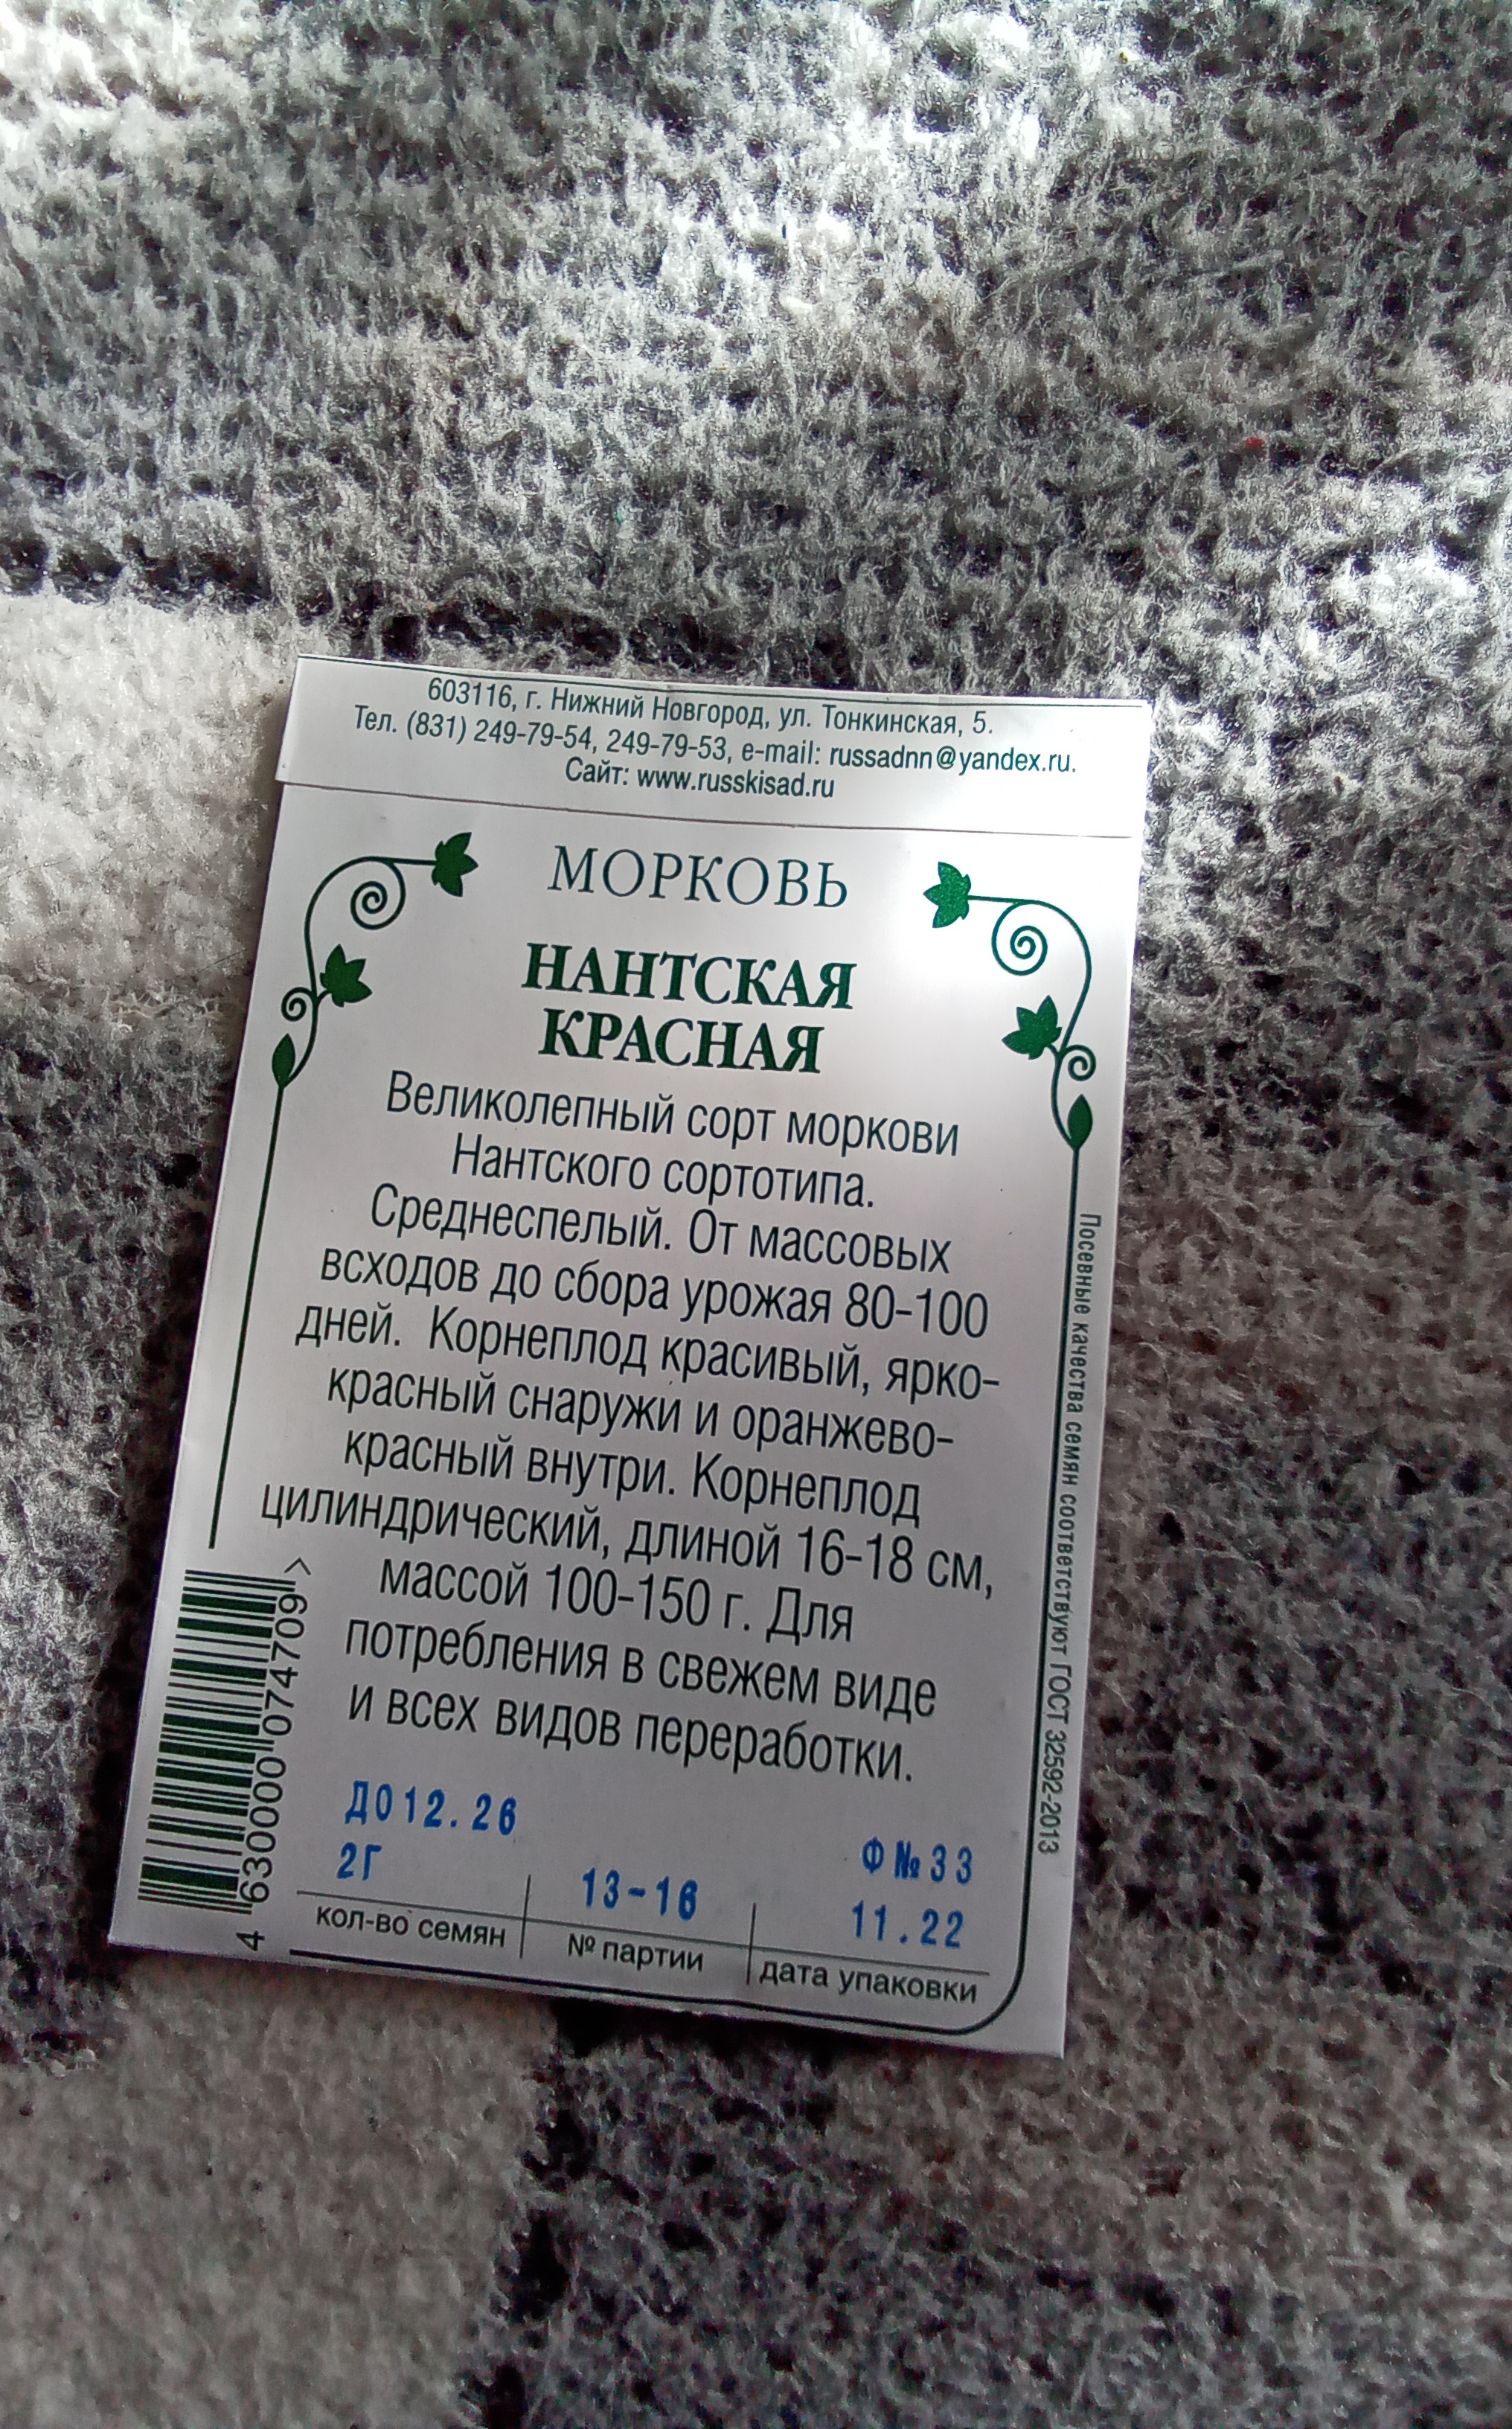 603116, г. Нижний Новгород, ул. Тонкинская, 5.
Тел. (831) 249-79-54, 249-79-53, e-mail: russadnn@yandex.ru.
Сайт: www.russkisad.ru
МОРКОВЬ
НАНТСКАЯ
КРАСНАЯ
Великолепный сорт моркови
Нантского сортотипа.
Среднеспелый. От массовых
всходов до сбора урожая 80-100
дней. Корнеплод красивый, ярко-
красный снаружи и оранжево-
красный внутри. Корнеплод
цилиндрический, длиной 16-18 см,
массой 100-150 г. Для
потребления в свежем виде
и всех видов переработки.
Посевные качества семян соответствуют ГОСТ 32592-2013
4 630000 074709 >
ДО12.26
Ф№33
2Г
13-16
11.22
кол-во семян
№ партии
дата упаковки